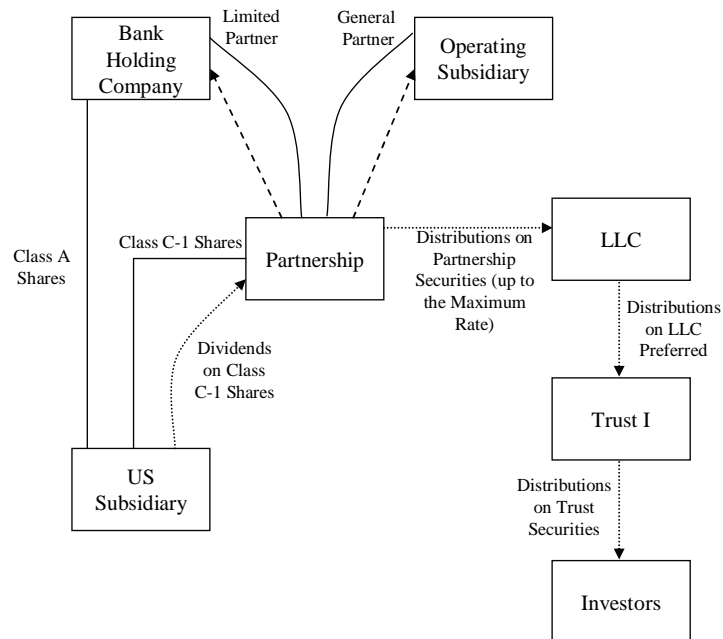 Bank
Holding
Company
Limited
Partner
General
Partner
Operating
Subsidiary
Class A
Shares
Class C-1 Shares
Partnership
Distributions on
Partnership
Securities (up to
the Maximum
Rate)
LLC
Distributions
on LLC
Preferred
Dividends
on Class
C-1 Shares
Trust I
US
Subsidiary
Distributions
on Trust
Securities
Investors